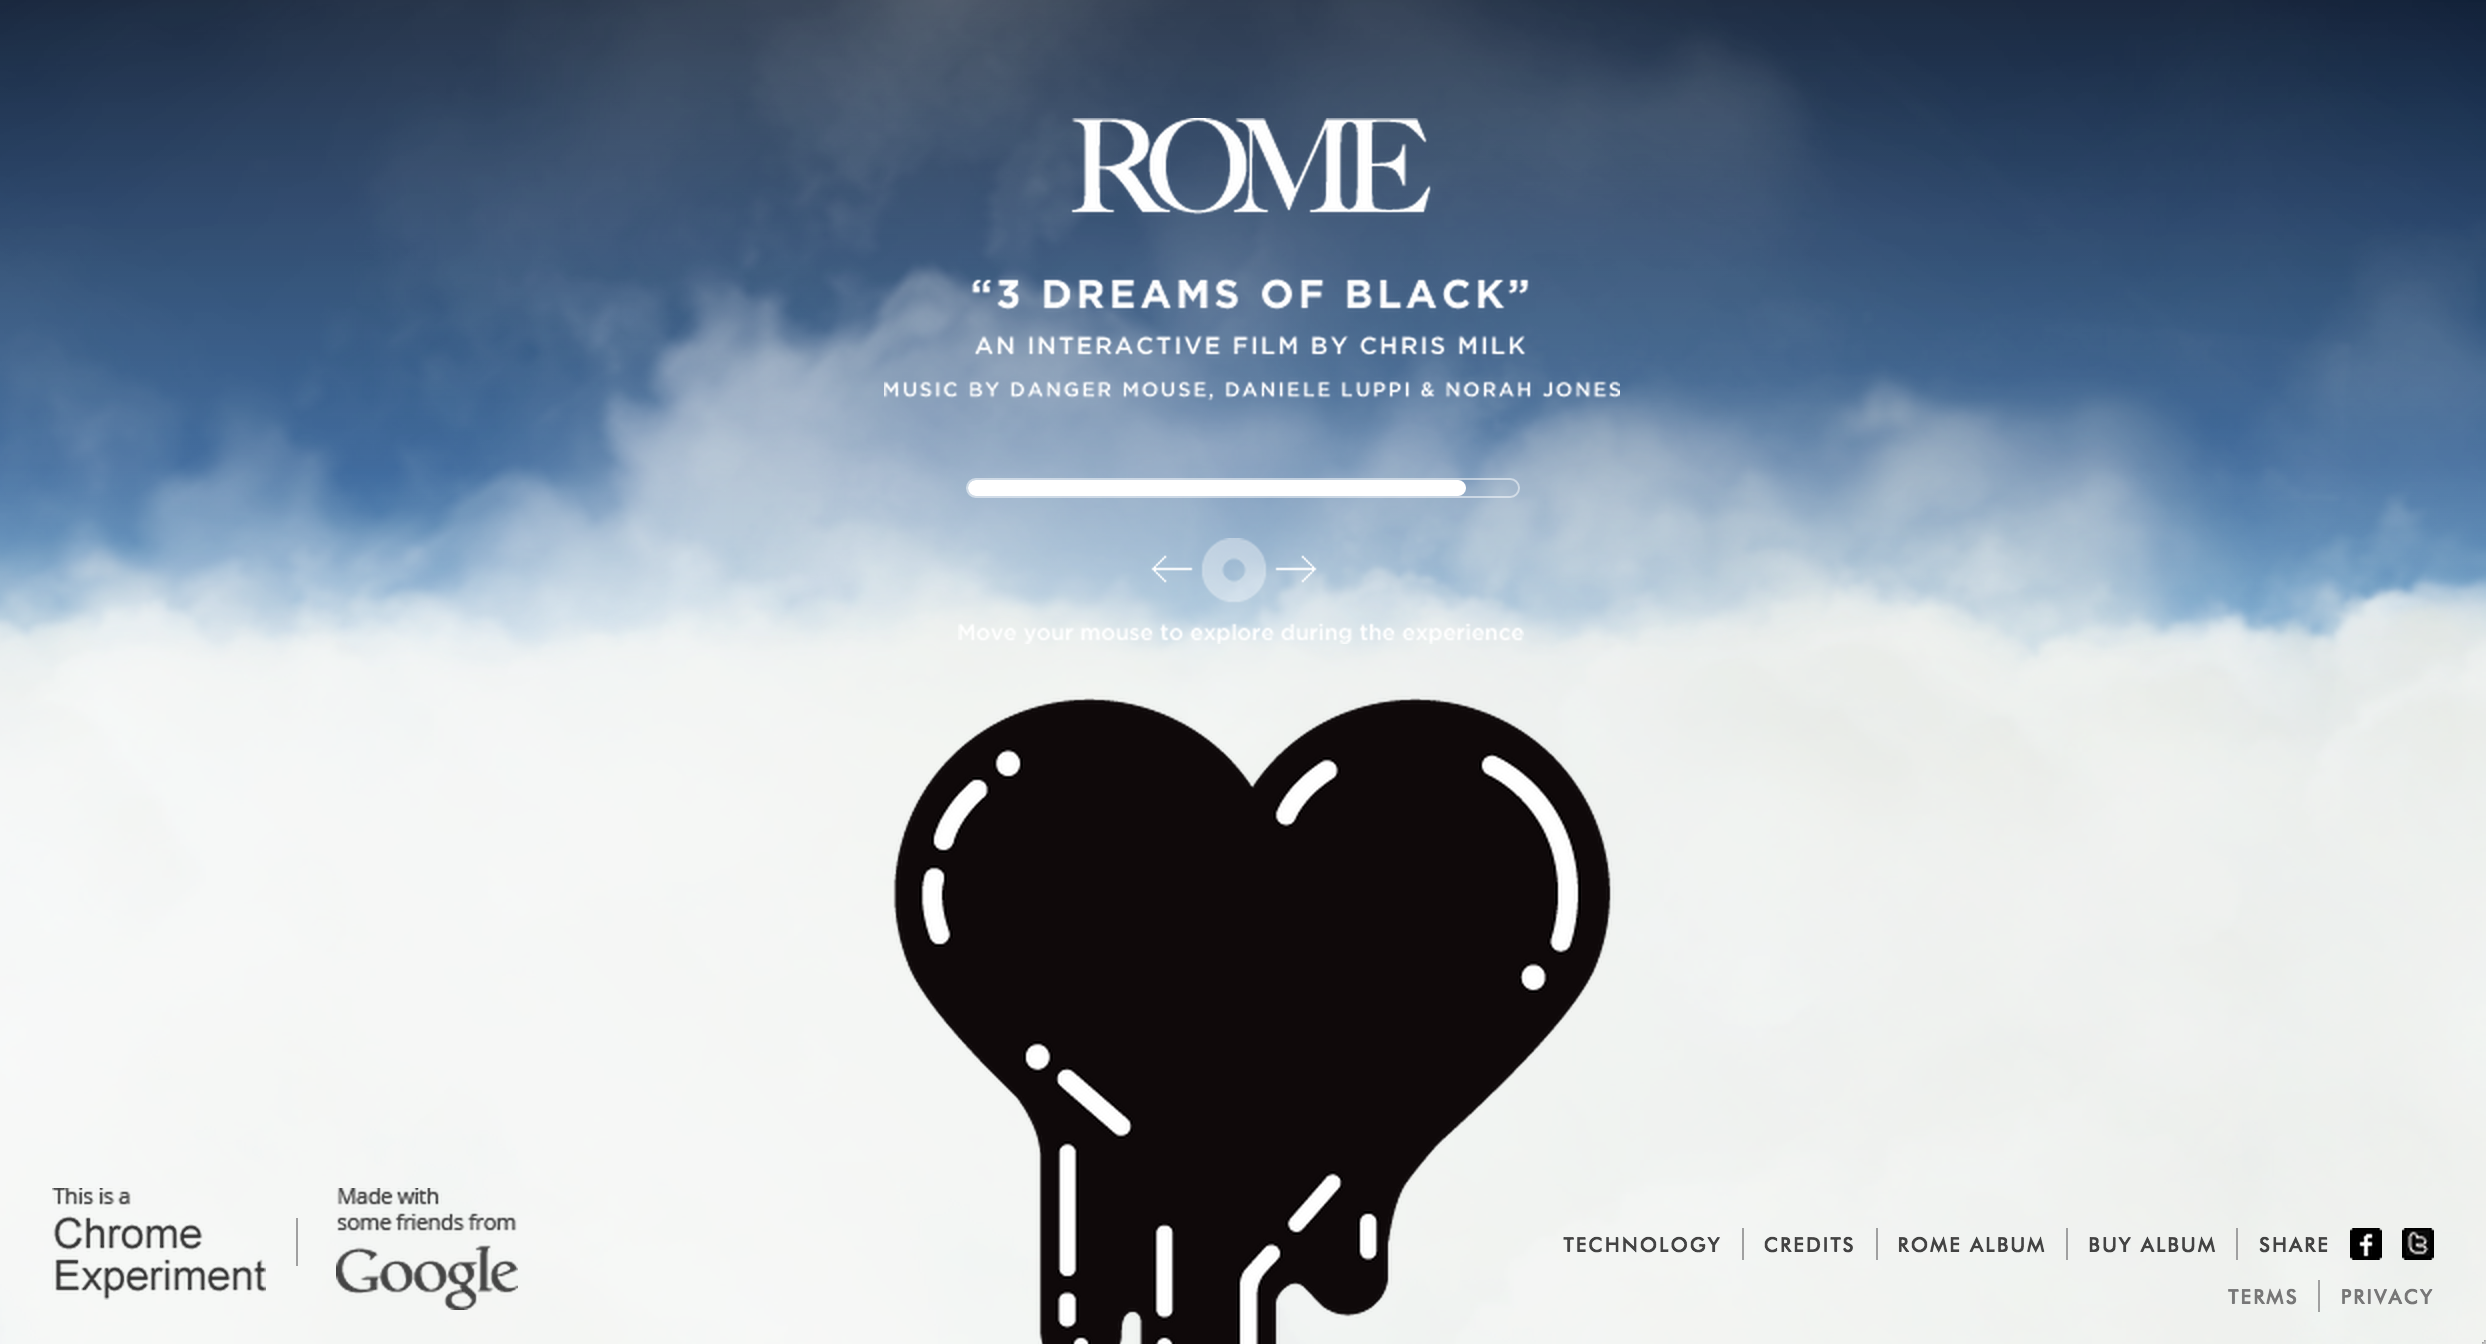 ROME
“3 DREAMS OF BLACK”
AN INTERACTIVE FILM BY CHRIS MILK
MUSIC BY DANGER MOUSE, DANIELE LUPPI & NORAH JONES
Move your mouse to explore during the experience
This is a
Chrome
Experiment
Made with
some friends from
Google
TECHNOLOGY
CREDITS
ROME ALBUM
BUY ALBUM
SHARE
TERMS
PRIVACY